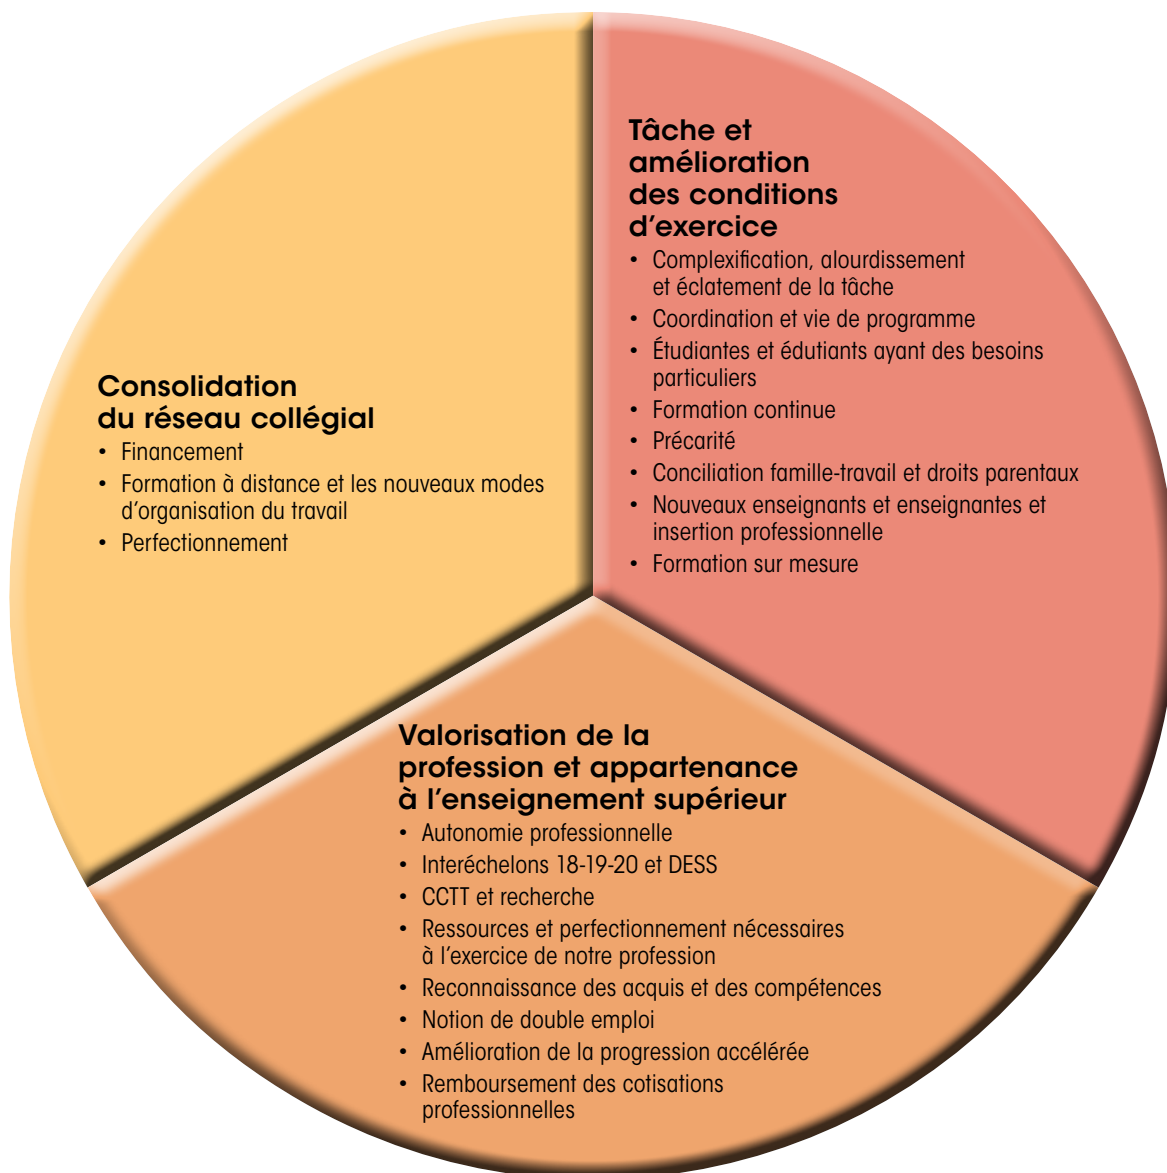 Tâche et
amélioration
des conditions
d'exercice
• Complexification, alourdissement
et éclatement de la tâche
• Coordination et vie de programme
• Étudiantes et édutiants ayant des besoins
particuliers
• Formation continue
• Précarité
• Conciliation famille-travail et droits parentaux
• Nouveaux enseignants et enseignantes et
insertion professionnelle
• Formation sur mesure
Consolidation
du réseau collégial
• Financement
• Formation à distance et les nouveaux modes
d'organisation du travail
• Perfectionnement
Valorisation de la
profession et appartenance
à l'enseignement supérieur
• Autonomie professionnelle
• Interéchelons 18-19-20 et DESS
• CCTT et recherche
• Ressources et perfectionnement nécessaires
à l'exercice de notre profession
• Reconnaissance des acquis et des compétences
• Notion de double emploi
• Amélioration de la progression accélérée
• Remboursement des cotisations
professionnelles